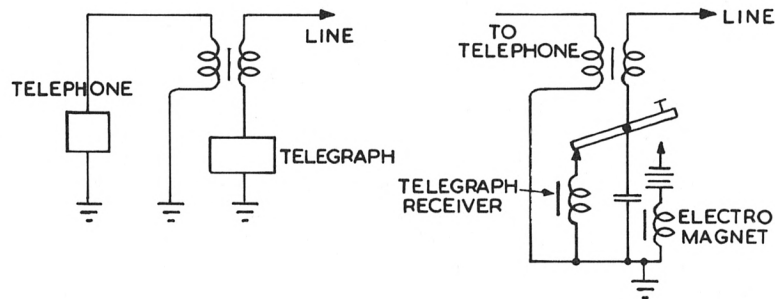 LINE
TELEPHONE
TELEGRAPH
TO
TELEPHONE
LINE
TELEGRAPH
RECEIVER
ELECTRO
MAGNET